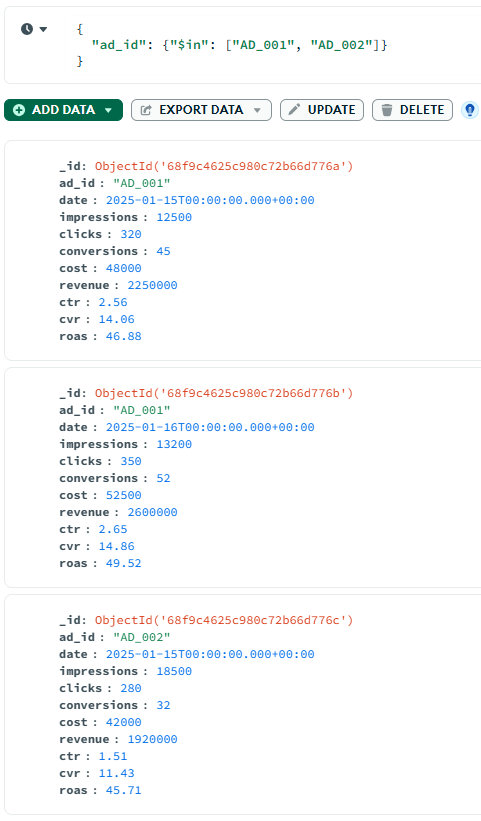 {
"ad_id": {"$in": ["AD_001", "AD_002"]}
}
ADD DATA
EXPORT DATA
UPDATE
DELETE
_id: ObjectId('68f9c4625c980c72b66d776a')
ad_id : "AD_001"
date : 2025-01-15T00:00:00.000+00:00
impressions : 12500
clicks : 320
conversions : 45
cost : 48000
revenue : 2250000
ctr : 2.56
cvr : 14.06
roas : 46.88
_id: ObjectId('68f9c4625c980c72b66d776b')
ad_id : "AD_001"
date : 2025-01-16T00:00:00.000+00:00
impressions : 13200
clicks : 350
conversions : 52
cost : 52500
revenue : 2600000
ctr : 2.65
cvr : 14.86
roas : 49.52
_id: ObjectId('68f9c4625c980c72b66d776c')
ad_id : "AD_002"
date : 2025-01-15T00:00:00.000+00:00
impressions : 18500
clicks : 280
conversions : 32
cost : 42000
revenue : 1920000
ctr : 1.51
cvr : 11.43
roas : 45.71